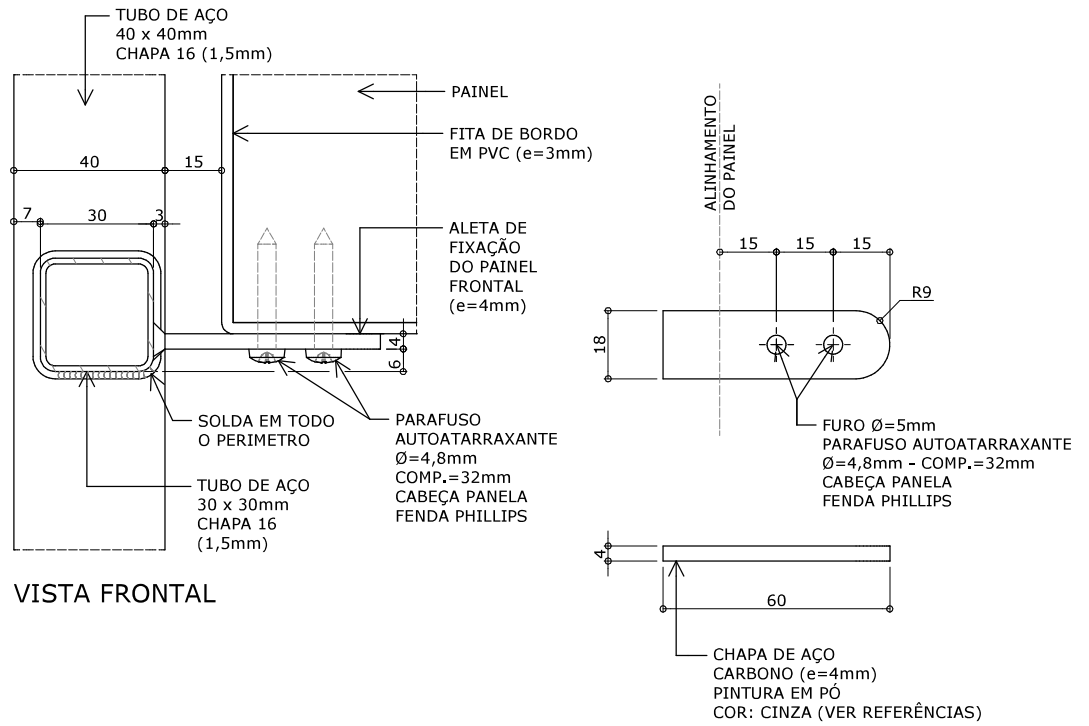 TUBO DE AÇO
40 x 40mm
CHAPA 16 (1,5mm)
PAINEL
FITA DE BORDO
EM PVC (e=3mm)
40
15
7
30
3
ALETA DE
FIXAÇÃO
DO PAINEL
FRONTAL
(e=4mm)
4
6
SOLDA EM TODO
O PERIMETRO
PARAFUSO
AUTOATARRAXANTE
Ø=4,8mm
COMP.=32mm
CABEÇA PANELA
FENDA PHILLIPS
TUBO DE AÇO
30 x 30mm
CHAPA 16
(1,5mm)
VISTA FRONTAL
ALINHAMENTO
DO PAINEL
15
15
15
R9
18
FURO Ø=5mm
PARAFUSO AUTOATARRAXANTE
Ø=4,8mm - COMP.=32mm
CABEÇA PANELA
FENDA PHILLIPS
4
60
CHAPA DE AÇO
CARBONO (e=4mm)
PINTURA EM PÓ
COR: CINZA (VER REFERÊNCIAS)